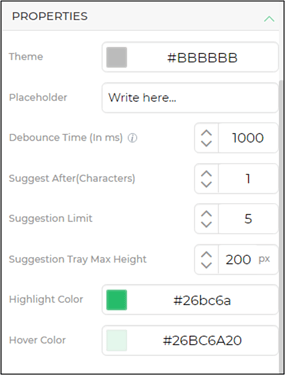 PROPERTIES
Theme #BBBBBB
Placeholder Write here...
Debounce Time (In ms) 1000
Suggest After(Characters) 1
Suggestion Limit 5
Suggestion Tray Max Height 200 px
Highlight Color #26bc6a
Hover Color #26BC6A20